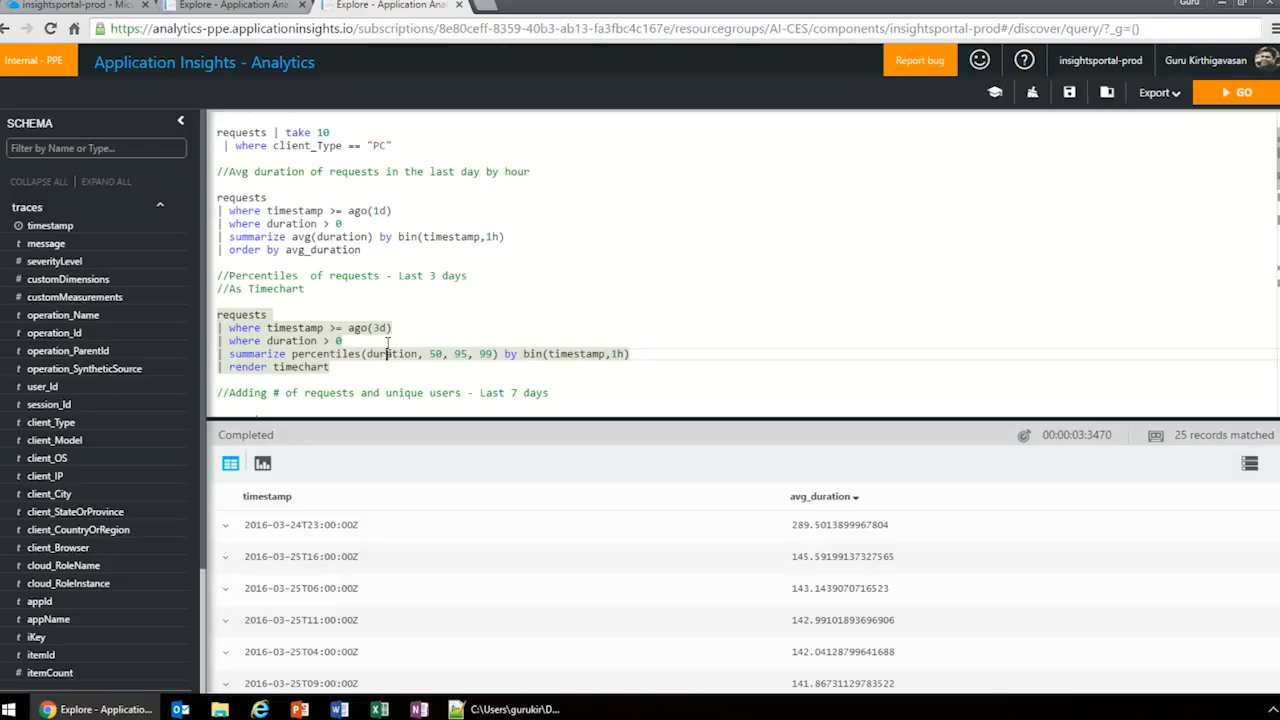 insightsportal-prod - Mic
Explore - Application Ana
Explore - Application Anal
Guru
https://analytics-ppe.applicationinsights.io/subscriptions/8e80ceff-8359-40b3-ab13-fa3fbc4c167e/resourcegroups/AI-CES/components/insightsportal-prod#/discover/query/?_g=()
Internal - PPE
Application Insights - Analytics
Report bug
insightsportal-prod
Guru Kirthigavasan
Export
GO
SCHEMA
Filter by Name or Type...
COLLAPSE ALL
EXPAND ALL
traces
timestamp
t message
# severityLevel
# customDimensions
# customMeasurements
t operation_Name
t operation_Id
t operation_ParentId
t operation_SyntheticSource
t user_Id
t session_Id
t client_Type
t client_Model
t client_OS
t client_IP
t client_City
t client_StateOrProvince
t client_CountryOrRegion
t client_Browser
t cloud_RoleName
t cloud_RoleInstance
t appId
t appName
t iKey
t itemId
# itemCount
requests | take 10
| where client_Type == "PC"
//Avg duration of requests in the last day by hour
requests
| where timestamp >= ago(1d)
| where duration > 0
| summarize avg(duration) by bin(timestamp,1h)
| order by avg_duration
//Percentiles  of requests - Last 3 days
//As Timechart
requests
| where timestamp >= ago(3d)
| where duration > 0
| summarize percentiles(duration, 50, 95, 99) by bin(timestamp,1h)
| render timechart
//Adding # of requests and unique users - Last 7 days
Completed
00:00:03:3470
25 records matched
timestamp
avg_duration
2016-03-24T23:00:00Z
289.5013899967804
2016-03-25T16:00:00Z
145.59199137327565
2016-03-25T06:00:00Z
143.1439070716523
2016-03-25T11:00:00Z
142.99101893696906
2016-03-25T04:00:00Z
142.04128799641688
2016-03-25T09:00:00Z
141.86731129783522
Explore - Applicatio...
C:\Users\gurukir\D...